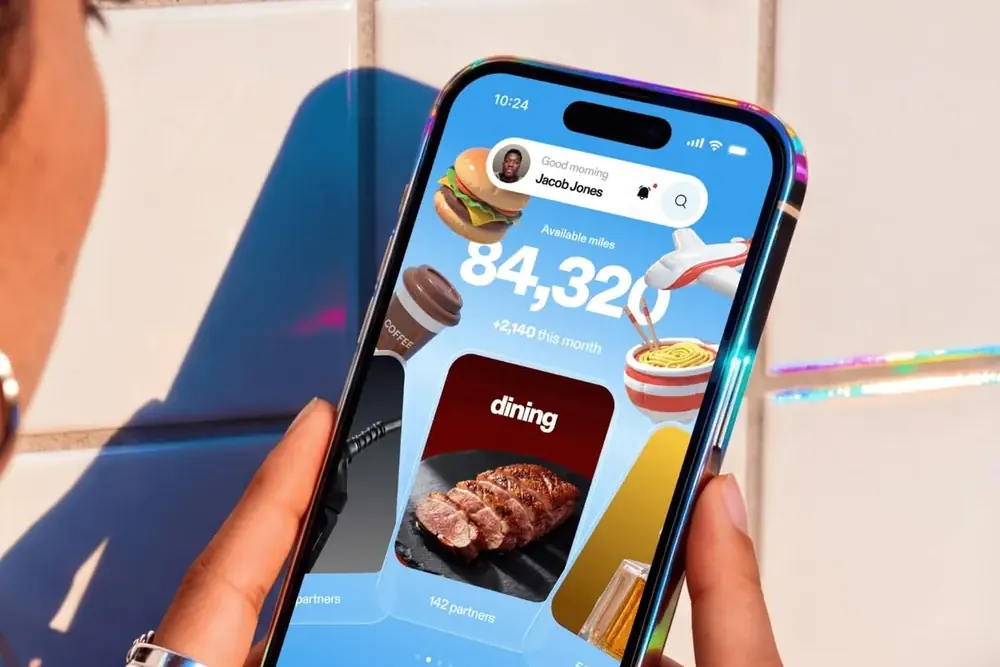 10:24
Good morning
Jacob Jones
Available miles
84,320
+2,140 this month
COFFEE
dining
partners
142 partners